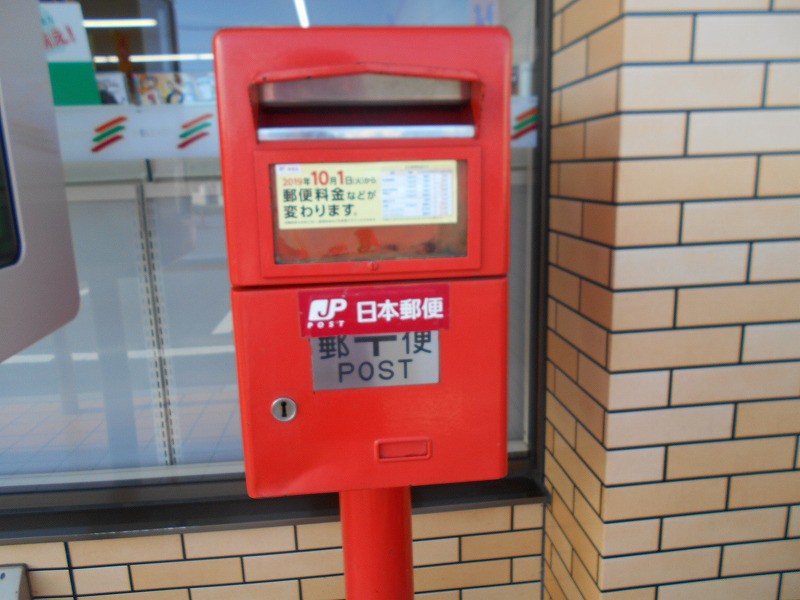 え!
2019年10月1日(火)から
郵便料金などが
変わります。
JP
POST 日本郵便
郵〒便
POST